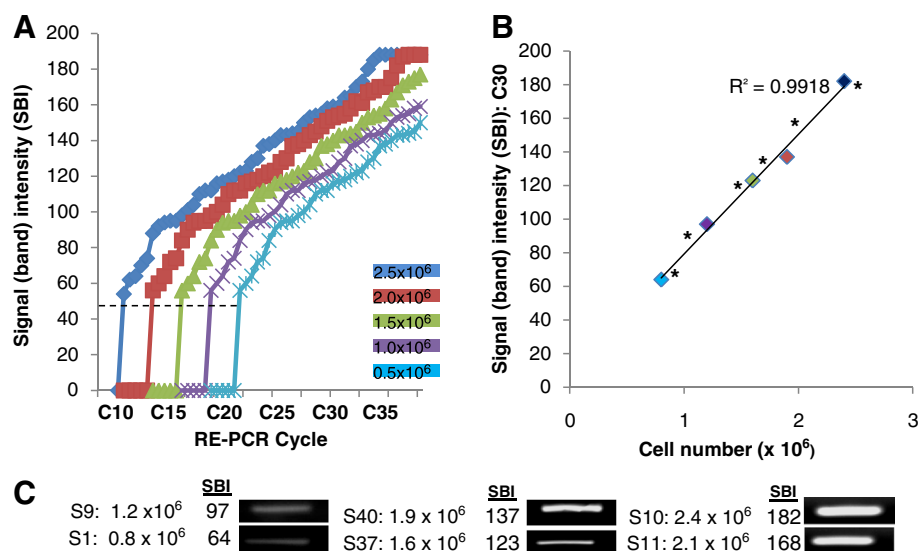 A
Signal (band) intensity (SBI)
200
180
160
140
120
100
80
60
40
20
0
C10 C15 C20 C25 C30 C35
RE-PCR Cycle
2.5x10⁶
2.0x10⁶
1.5x10⁶
1.0x10⁶
0.5x10⁶
B
Signal (band) intensity (SBI): C30
200
180
160
140
120
100
80
60
40
20
0
R² = 0.9918
*
*
*
*
*
*
0 1 2 3
Cell number (x 10⁶)
C
SBI SBI SBI
S9: 1.2 x10⁶ 97 S40: 1.9 x 10⁶ 137 S10: 2.4 x 10⁶ 182
S1: 0.8 x 10⁶ 64 S37: 1.6 x 10⁶ 123 S11: 2.1 x 10⁶ 168